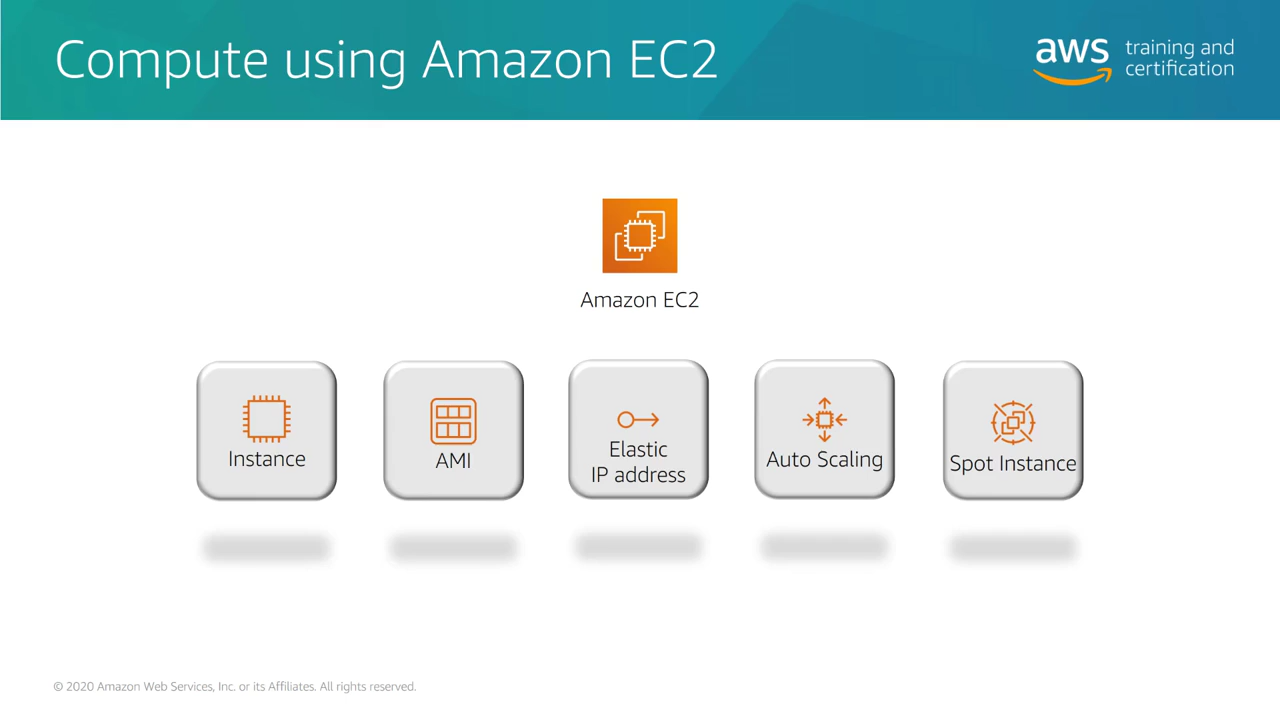 Compute using Amazon EC2
aws training and
certification
Amazon EC2
Instance
AMI
Elastic
IP address
Auto Scaling
Spot Instance
© 2020 Amazon Web Services, Inc. or its Affiliates. All rights reserved.